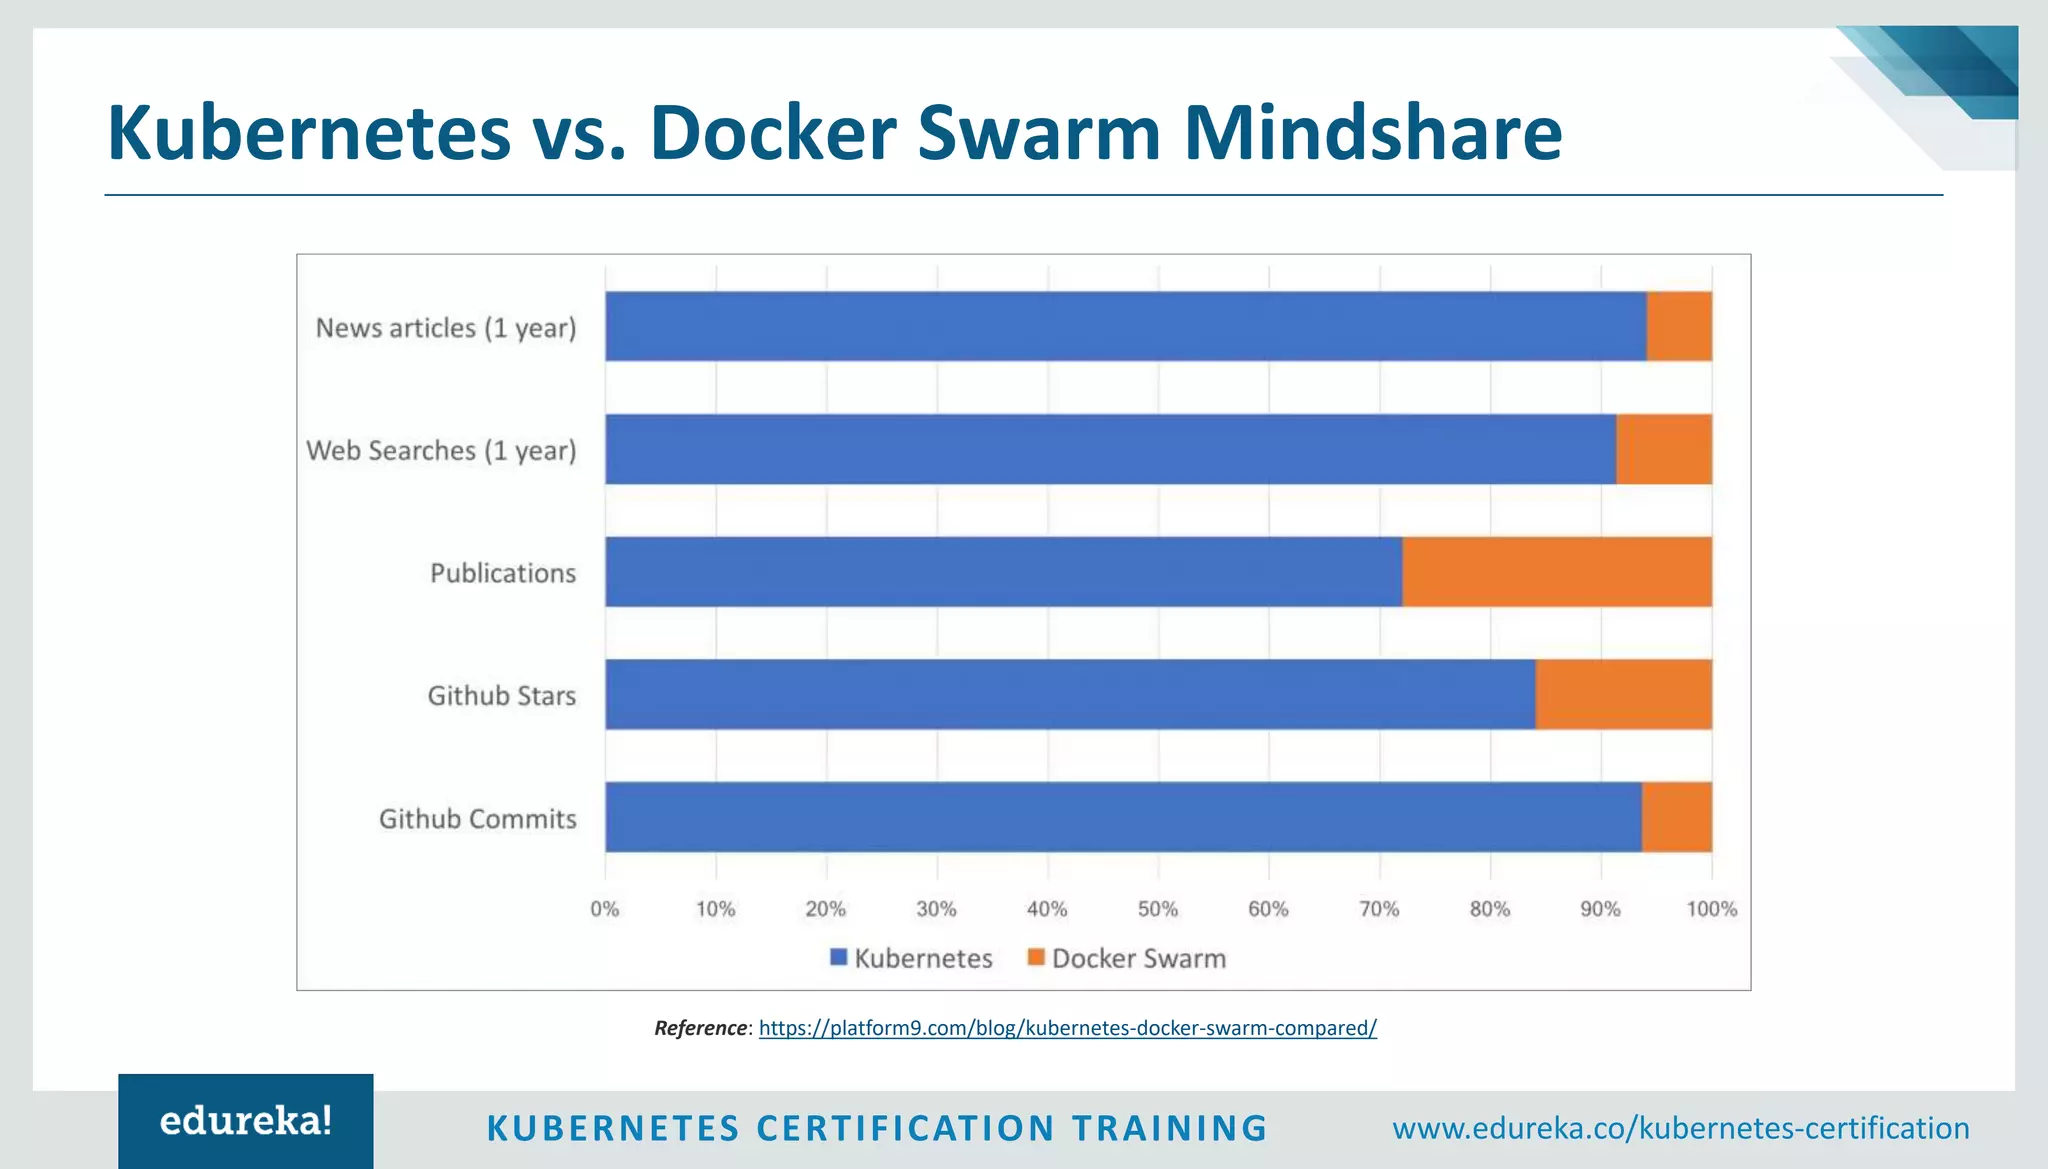 Kubernetes vs. Docker Swarm Mindshare
News articles (1 year)
Web Searches (1 year)
Publications
Github Stars
Github Commits
0% 10% 20% 30% 40% 50% 60% 70% 80% 90% 100%
Kubernetes Docker Swarm
Reference: https://platform9.com/blog/kubernetes-docker-swarm-compared/
edureka! KUBERNETES CERTIFICATION TRAINING www.edureka.co/kubernetes-certification